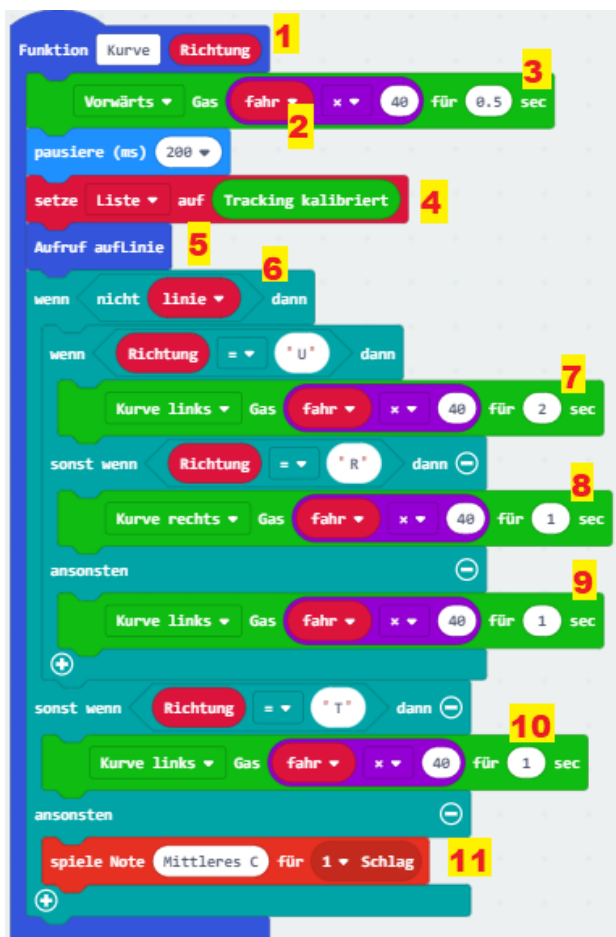 Funktion Kurve Richtung 1
Vorwärts Gas fahr × 40 für 0.5 sec 3
2
pausiere (ms) 200
setze Liste auf Tracking kalibriert 4
Aufruf aufLinie 5
6
wenn nicht linie dann
wenn Richtung = "U" dann
7
Kurve links Gas fahr × 40 für 2 sec
sonst wenn Richtung = "R" dann
8
Kurve rechts Gas fahr × 40 für 1 sec
ansonsten
9
Kurve links Gas fahr × 40 für 1 sec
sonst wenn Richtung = "T" dann
10
Kurve links Gas fahr × 40 für 1 sec
ansonsten
spiele Note Mittleres C für 1 Schlag 11